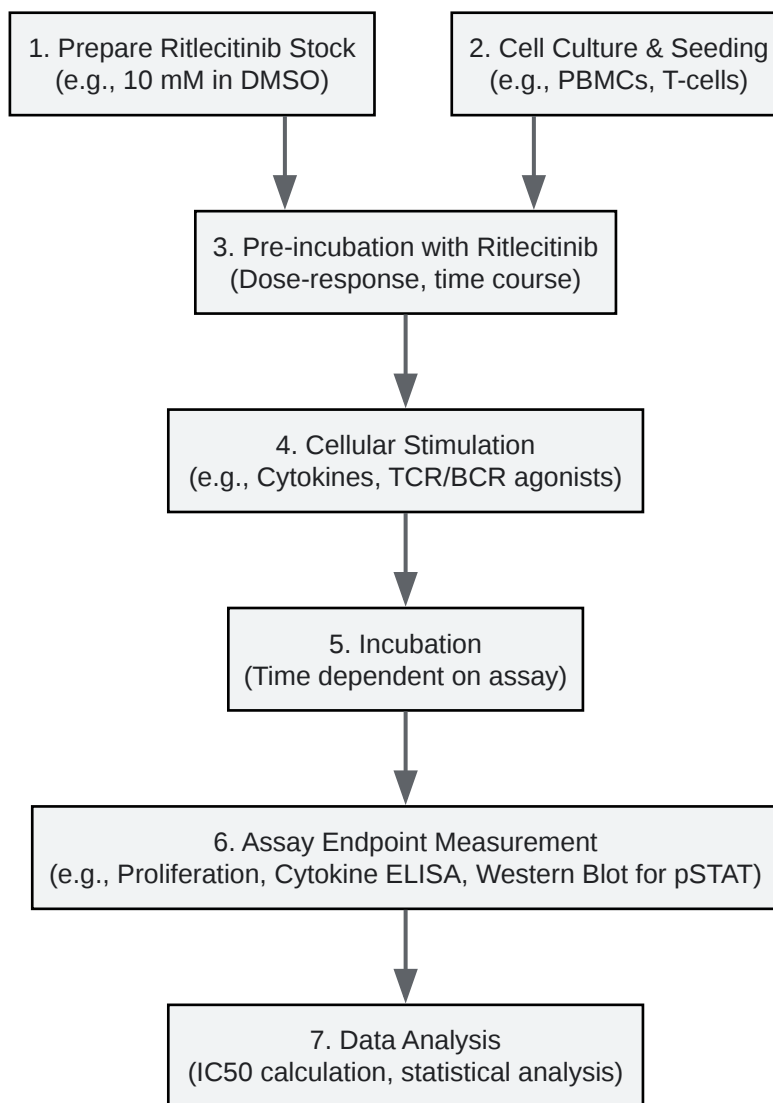 1. Prepare Ritlecitinib Stock
(e.g., 10 mM in DMSO)
2. Cell Culture & Seeding
(e.g., PBMCs, T-cells)
3. Pre-incubation with Ritlecitinib
(Dose-response, time course)
4. Cellular Stimulation
(e.g., Cytokines, TCR/BCR agonists)
5. Incubation
(Time dependent on assay)
6. Assay Endpoint Measurement
(e.g., Proliferation, Cytokine ELISA, Western Blot for pSTAT)
7. Data Analysis
(IC50 calculation, statistical analysis)